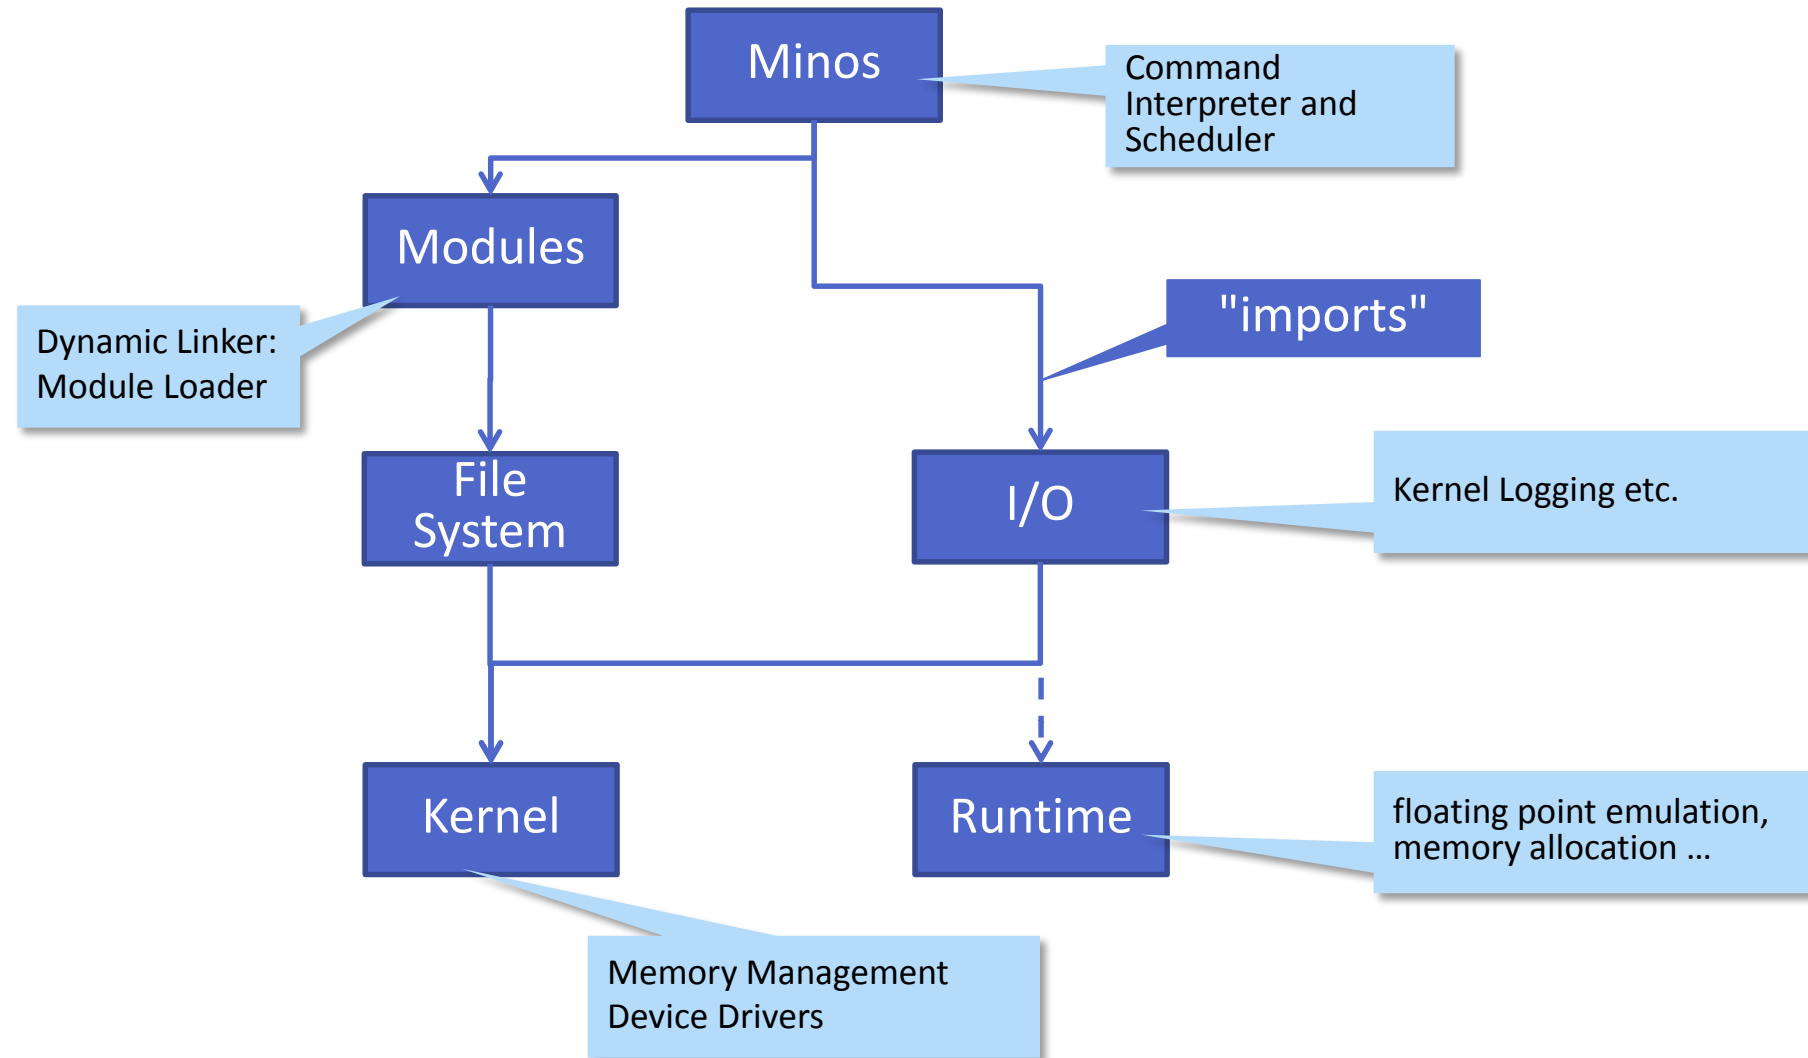 Minos
Command
Interpreter and
Scheduler
Modules
"imports"
Dynamic Linker:
Module Loader
File
System
I/O
Kernel Logging etc.
Kernel
Runtime
floating point emulation,
memory allocation ...
Memory Management
Device Drivers